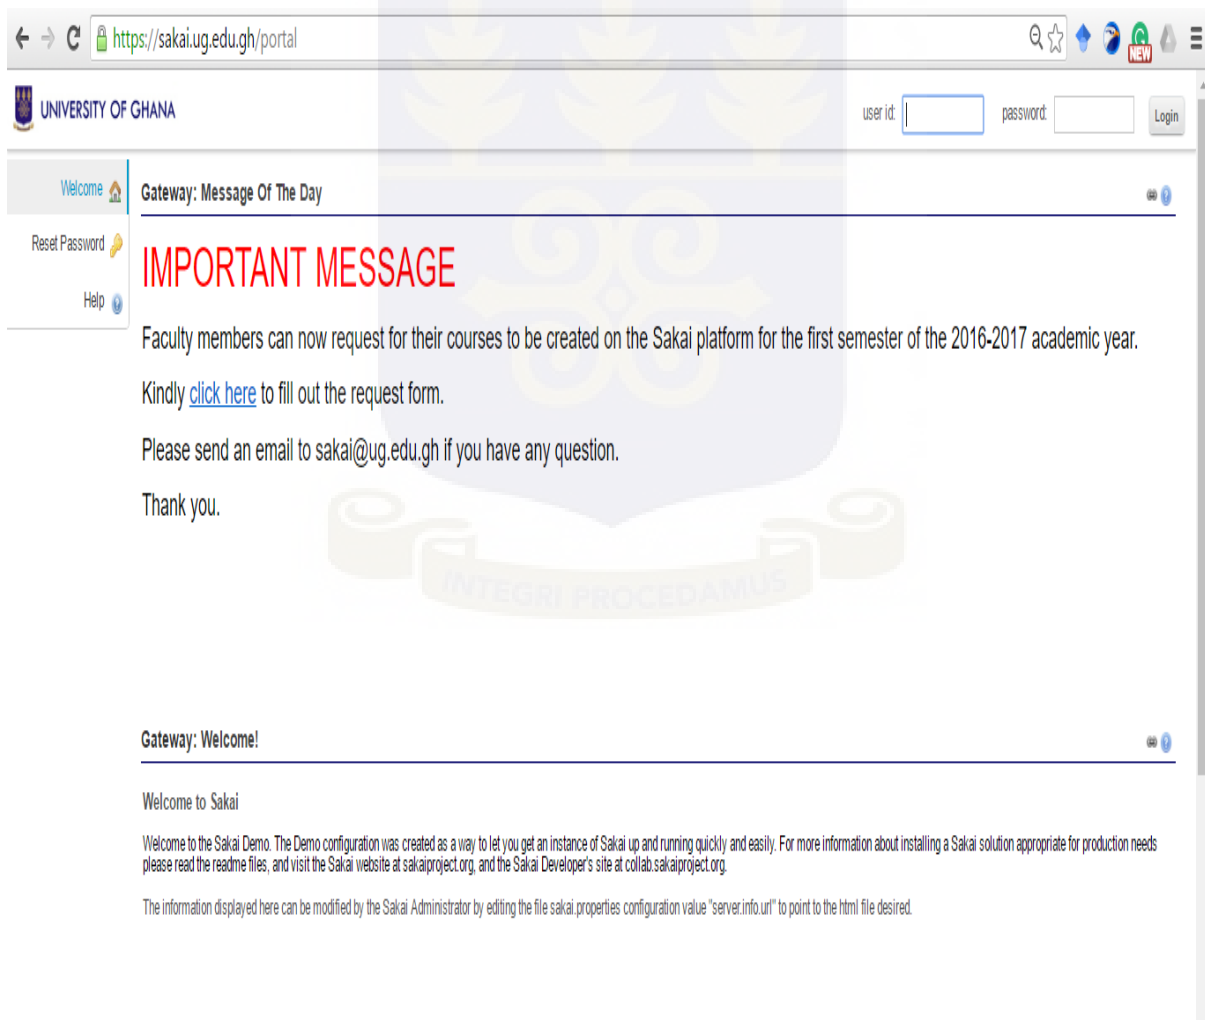 https://sakai.ug.edu.gh/portal
NEW
UNIVERSITY OF GHANA
user id:
password:
Login
Welcome
Gateway: Message Of The Day
Reset Password
IMPORTANT MESSAGE
Help
Faculty members can now request for their courses to be created on the Sakai platform for the first semester of the 2016-2017 academic year.
Kindly click here to fill out the request form.
Please send an email to sakai@ug.edu.gh if you have any question.
Thank you.
INTEGRI PROCEDAMUS
Gateway: Welcome!
Welcome to Sakai
Welcome to the Sakai Demo. The Demo configuration was created as a way to let you get an instance of Sakai up and running quickly and easily. For more information about installing a Sakai solution appropriate for production needs
please read the readme files, and visit the Sakai website at sakaiproject.org, and the Sakai Developer's site at collab.sakaiproject.org.
The information displayed here can be modified by the Sakai Administrator by editing the file sakai.properties configuration value "server.info.url" to point to the html file desired.